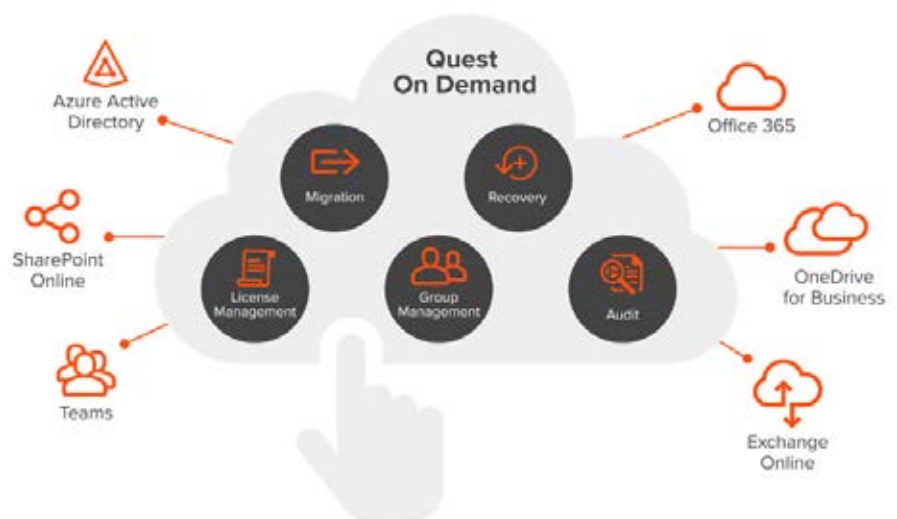 Quest
On Demand
Azure Active
Directory
Office 365
Migration
Recovery
SharePoint
Online
License
Management
Group
Management
Audit
OneDrive
for Business
Teams
Exchange
Online